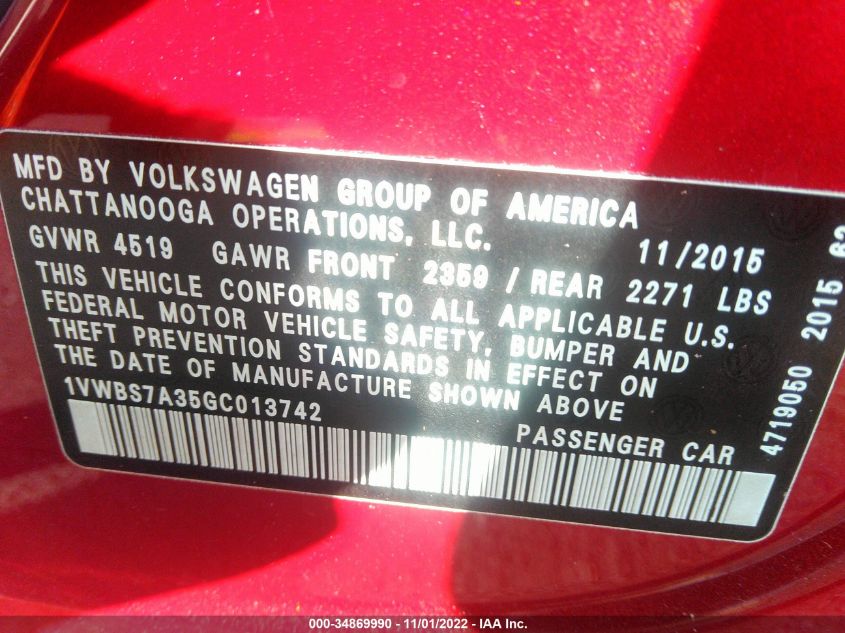 MFD BY VOLKSWAGEN GROUP OF AMERICA
CHATTANOOGA OPERATIONS, LLC.
11/2015
GVWR 4519 GAWR FRONT 2359 / REAR 2271 LBS
THIS VEHICLE CONFORMS TO ALL APPLICABLE U.S.
FEDERAL MOTOR VEHICLE SAFETY, BUMPER AND
THEFT PREVENTION STANDARDS IN EFFECT ON
THE DATE OF MANUFACTURE SHOWN ABOVE
1VWBS7A35GC013742
PASSENGER CAR
4719050 2015
000-34869990 - 11/01/2022 - IAA Inc.